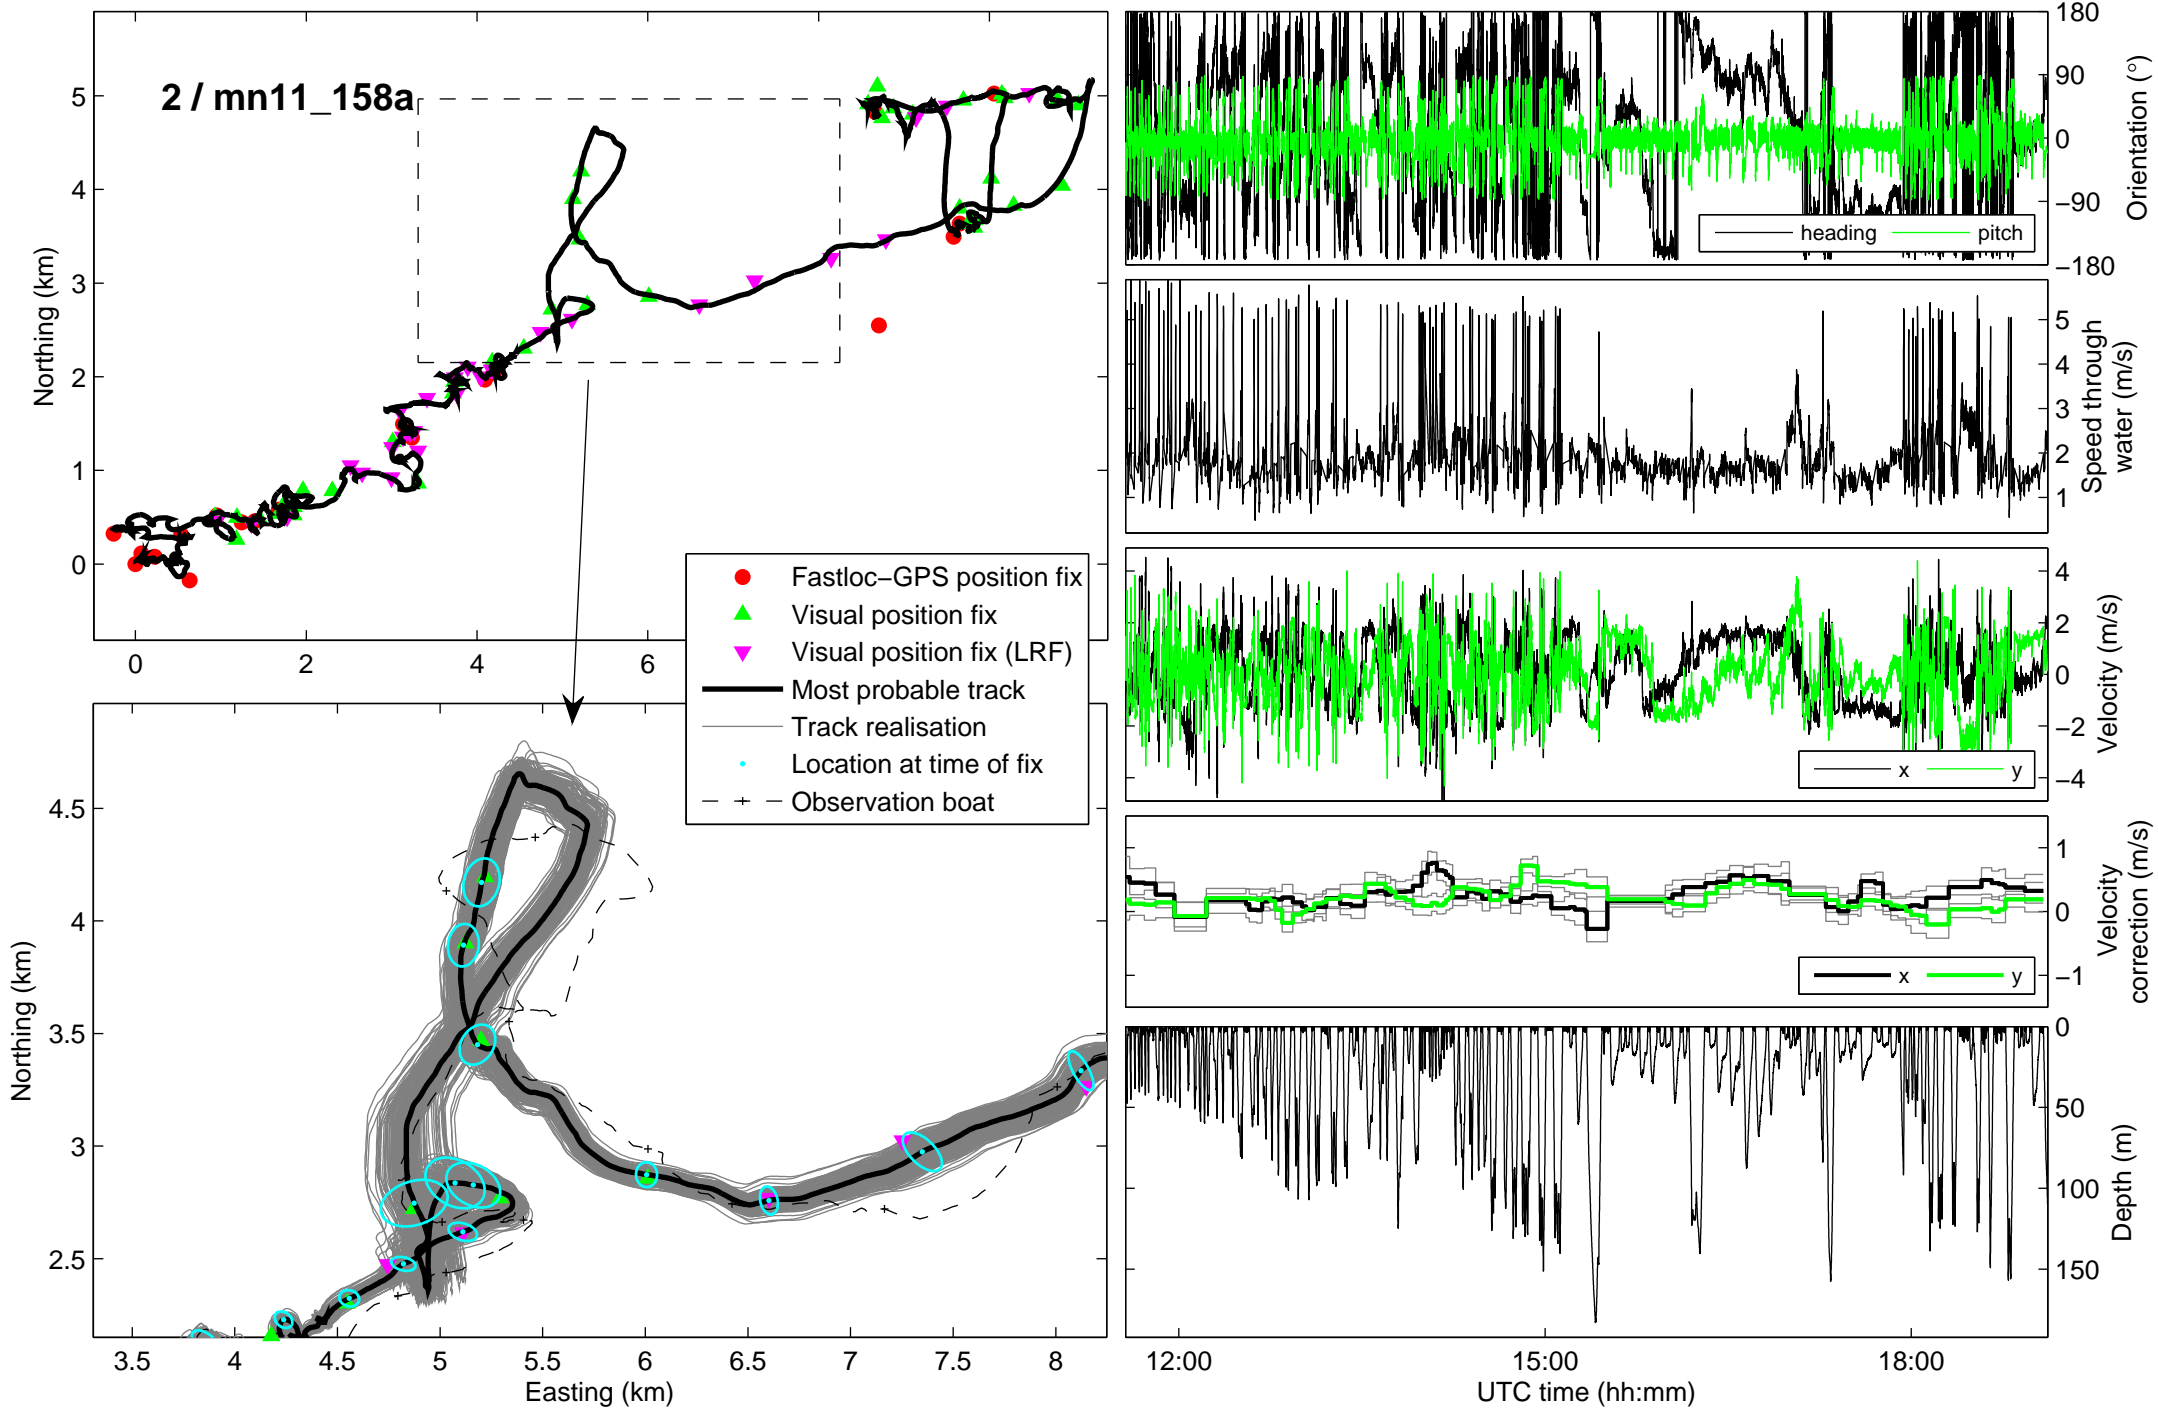 2 / mn11_158a
Northing (km)
5
4
3
2
1
0
0
2
4
6
Fastloc−GPS position fix
Visual position fix
Visual position fix (LRF)
Most probable track
Track realisation
Location at time of fix
Observation boat
Northing (km)
4.5
4
3.5
3
2.5
3.5
4
4.5
5
5.5
6
6.5
7
7.5
8
Easting (km)
180
90
0
−90
−180
Orientation (°)
heading
pitch
5
4
3
2
1
Speed through
water (m/s)
4
2
0
−2
−4
Velocity (m/s)
x
y
1
0
−1
Velocity
correction (m/s)
x
y
0
50
100
150
Depth (m)
12:00
15:00
18:00
UTC time (hh:mm)